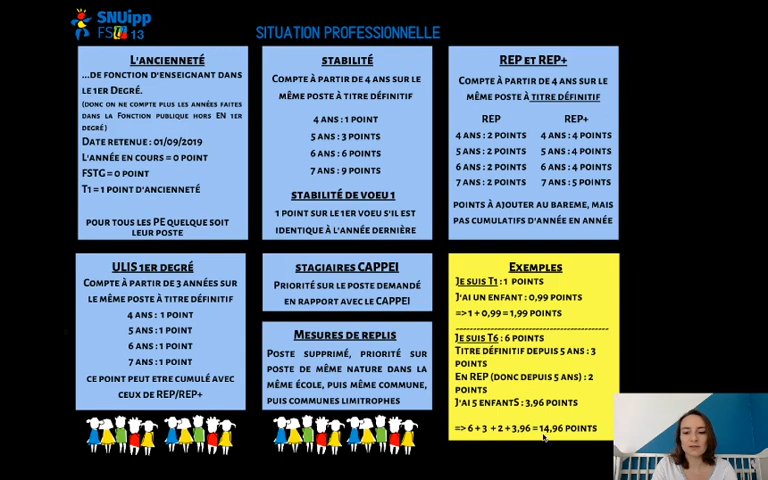 SNUipp
FSU 13
SITUATION PROFESSIONNELLE
L'ANCIENNETÉ
...DE FONCTION D'ENSEIGNANT DANS
LE 1ER DEGRÉ.
(DONC ON NE COMPTE PLUS LES ANNÉES FAITES
DANS LA FONCTION PUBLIQUE HORS EN 1ER
DEGRÉ)
DATE RETENUE : 01/09/2019
L'ANNÉE EN COURS = 0 POINT
FSTG = 0 POINT
T1 = 1 POINT D'ANCIENNETÉ
POUR TOUS LES PE QUELQUE SOIT
LEUR POSTE
STABILITÉ
COMPTE À PARTIR DE 4 ANS SUR LE
MÊME POSTE À TITRE DÉFINITIF
4 ANS : 1 POINT
5 ANS : 3 POINTS
6 ANS : 6 POINTS
7 ANS : 9 POINTS
STABILITÉ DE VOEU 1
1 POINT SUR LE 1ER VOEU S'IL EST
IDENTIQUE À L'ANNÉE DERNIÈRE
REP ET REP+
COMPTE À PARTIR DE 4 ANS SUR LE
MÊME POSTE À TITRE DÉFINITIF
REP REP+
4 ANS : 2 POINTS 4 ANS : 4 POINTS
5 ANS : 2 POINTS 5 ANS : 4 POINTS
6 ANS : 2 POINTS 6 ANS : 4 POINTS
7 ANS : 2 POINTS 7 ANS : 5 POINTS
POINTS À AJOUTER AU BAREME, MAIS
PAS CUMULATIFS D'ANNÉE EN ANNÉE
ULIS 1ER DEGRÉ
COMPTE À PARTIR DE 3 ANNÉES SUR
LE MÊME POSTE À TITRE DÉFINITIF
4 ANS : 1 POINT
5 ANS : 1 POINT
6 ANS : 1 POINT
7 ANS : 1 POINT
CE POINT PEUT ETRE CUMULÉ AVEC
CEUX DE REP/REP+
STAGIAIRES CAPPEI
PRIORITÉ SUR LE POSTE DEMANDÉ
EN RAPPORT AVEC LE CAPPEI
MESURES DE REPLIS
POSTE SUPPRIMÉ, PRIORITÉ SUR
POSTE DE MÊME NATURE DANS LA
MÊME ÉCOLE, PUIS MÊME COMMUNE,
PUIS COMMUNES LIMITROPHES
EXEMPLES
JE SUIS T1 : 1 POINTS
J'AI UN ENFANT : 0,99 POINTS
=> 1 + 0,99 = 1,99 POINTS
JE SUIS T6 : 6 POINTS
TITRE DÉFINITIF DEPUIS 5 ANS : 3
POINTS
EN REP (DONC DEPUIS 5 ANS) : 2
POINTS
J'AI 5 ENFANTS : 3,96 POINTS
=> 6 + 3 + 2 + 3,96 = 14,96 POINTS